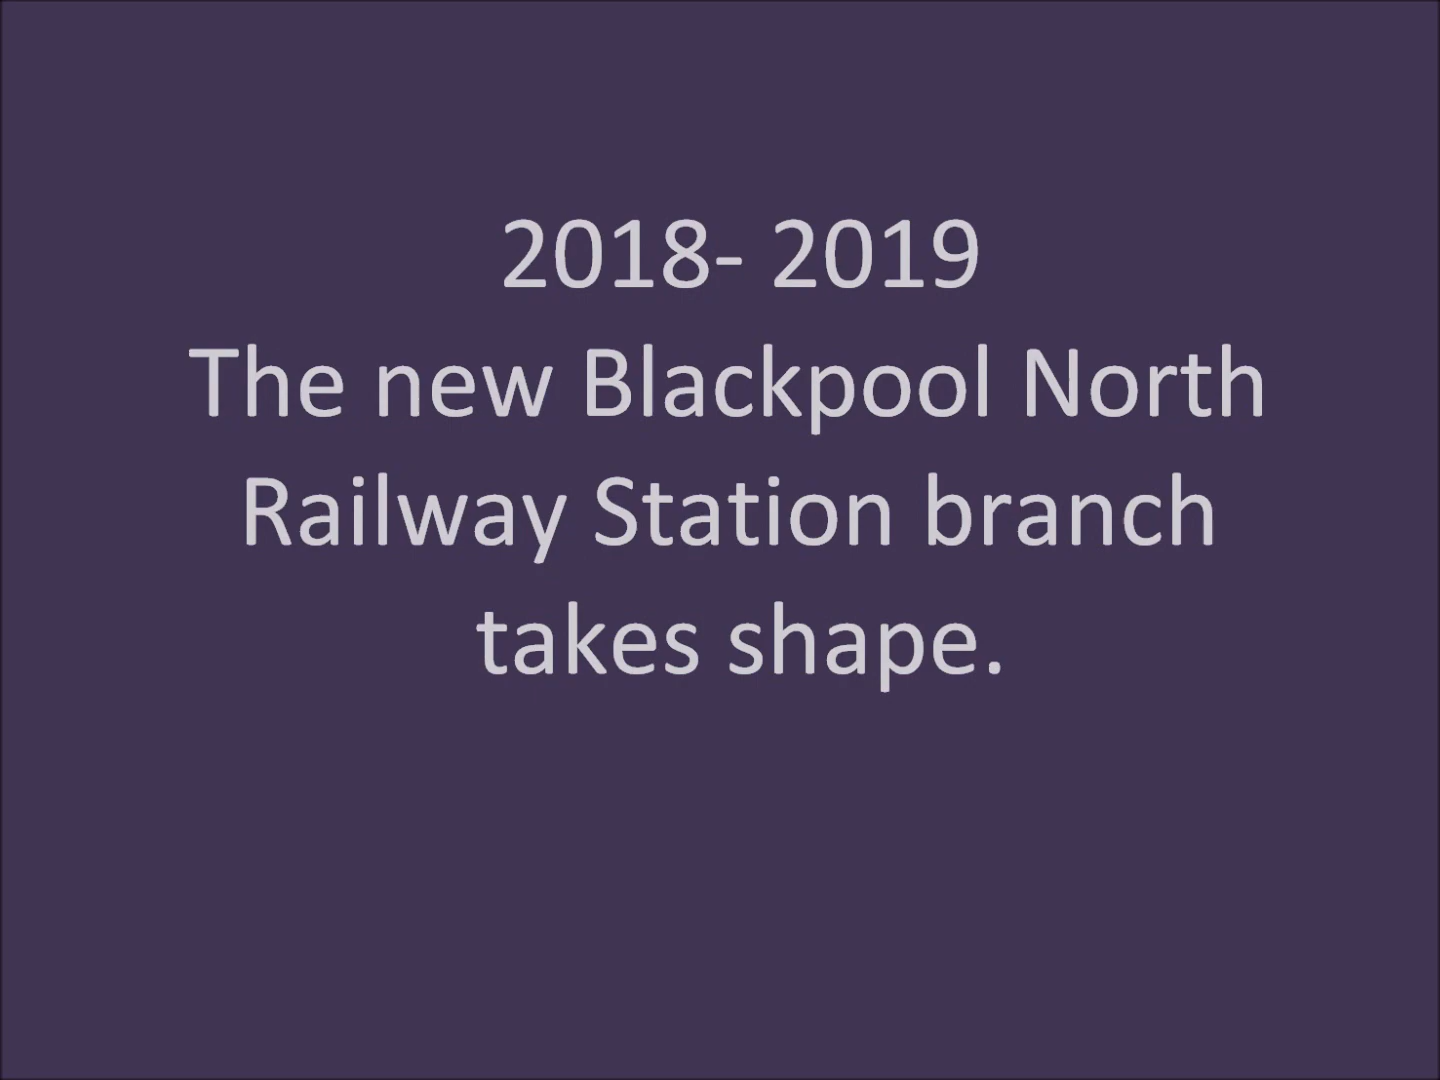 2018- 2019
The new Blackpool North
Railway Station branch
takes shape.